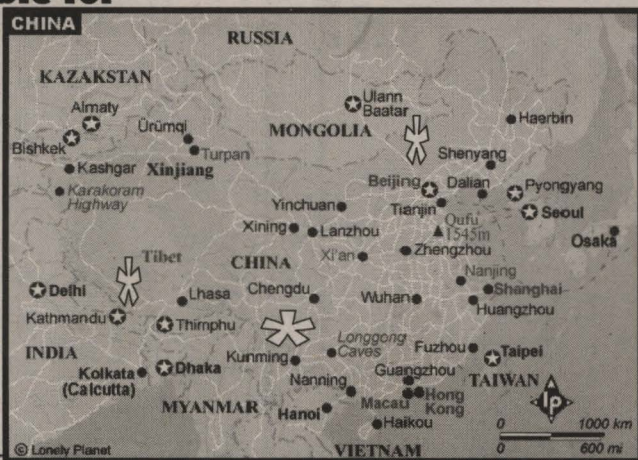 CHINA
RUSSIA
KAZAKSTAN
Almaty
Ulann
Baatar
Ürümqi
Haerbin
MONGOLIA
Bishkek
Turpan
Shenyang
Kashgar
Xinjiang
Beijing
Dalian
Pyongyang
Karakoram
Highway
Yinchuan
Tianjin
Seoul
Qufu
1545m
Xining
Lanzhou
Osaka
Xi'an
Zhengzhou
Tibet
CHINA
Nanjing
Delhi
Lhasa
Chengdu
Wuhan
Shanghai
Huangzhou
Kathmandu
Thimphu
Longgong
Caves
Fuzhou
Taipei
INDIA
Kunming
Kolkata
(Calcutta)
Dhaka
Guangzhou
TAIWAN
Nanning
Macau
Hong
Kong
MYANMAR
Hanoi
Haikou
lp
0 1000 km
0 600 mi
© Lonely Planet
VIETNAM